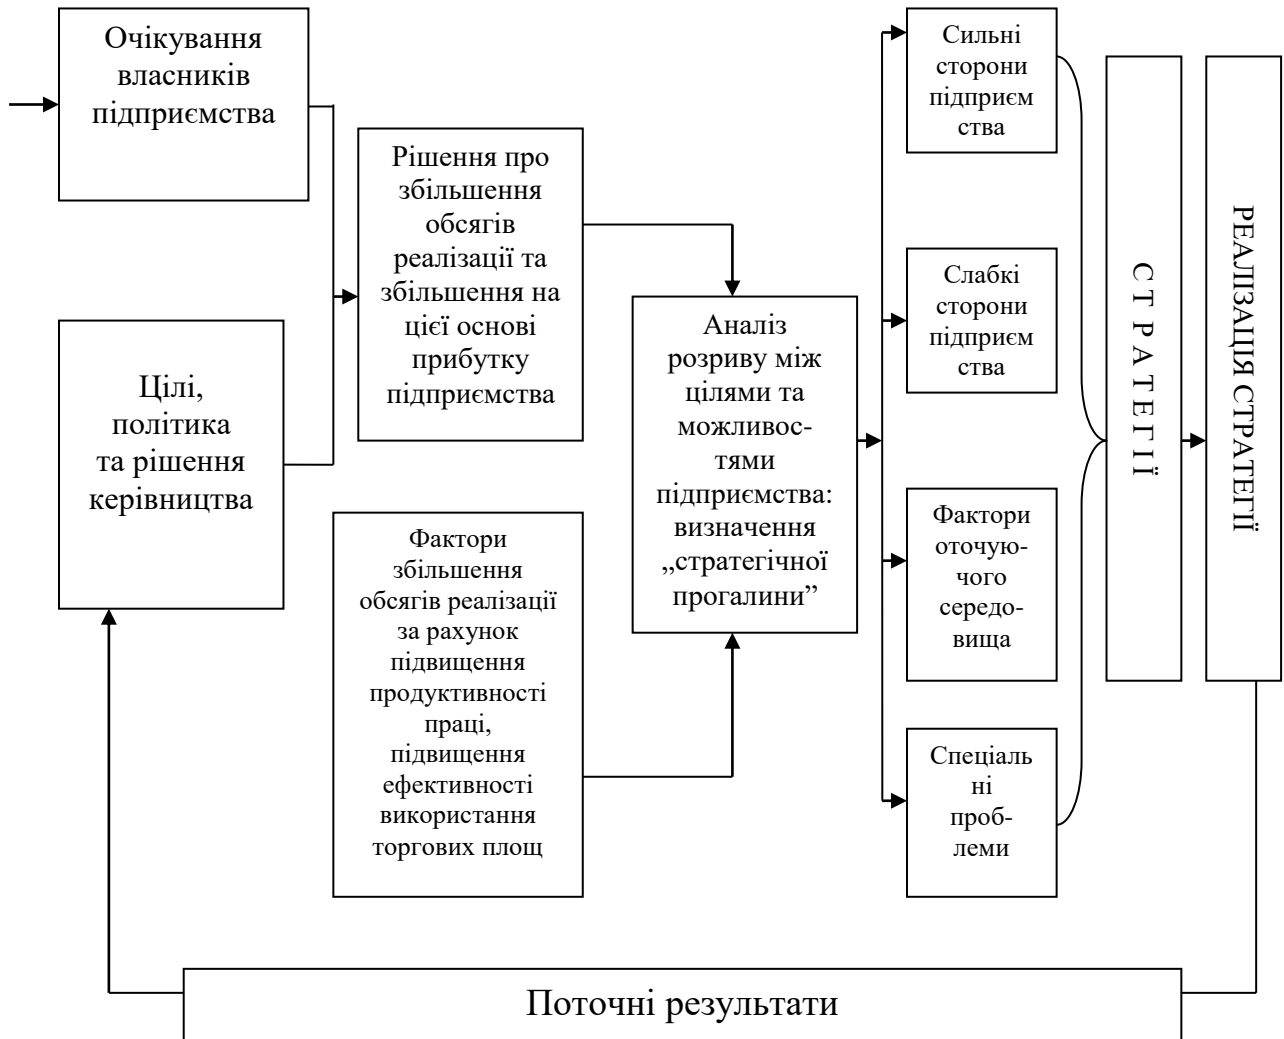 Очікування
власників
підприємства
Цілі,
політика
та рішення
керівництва
Рішення про
збільшення
обсягів
реалізації та
збільшення на
цієї основі
прибутку
підприємства
Фактори
збільшення
обсягів реалізації
за рахунок
підвищення
продуктивності
праці,
підвищення
ефективності
використання
торгових площ
Аналіз
розриву між
цілями та
можливос-
тями
підприємства:
визначення
„стратегічної
прогалини”
Сильні
сторони
підприєм
ства
Слабкі
сторони
підприєм
ства
Фактори
оточую-
чого
середо-
вища
Спеціаль
ні
проб-
леми
С Т Р А Т Е Г І Ї
РЕАЛІЗАЦІЯ СТРАТЕГІЇ
Поточні результати